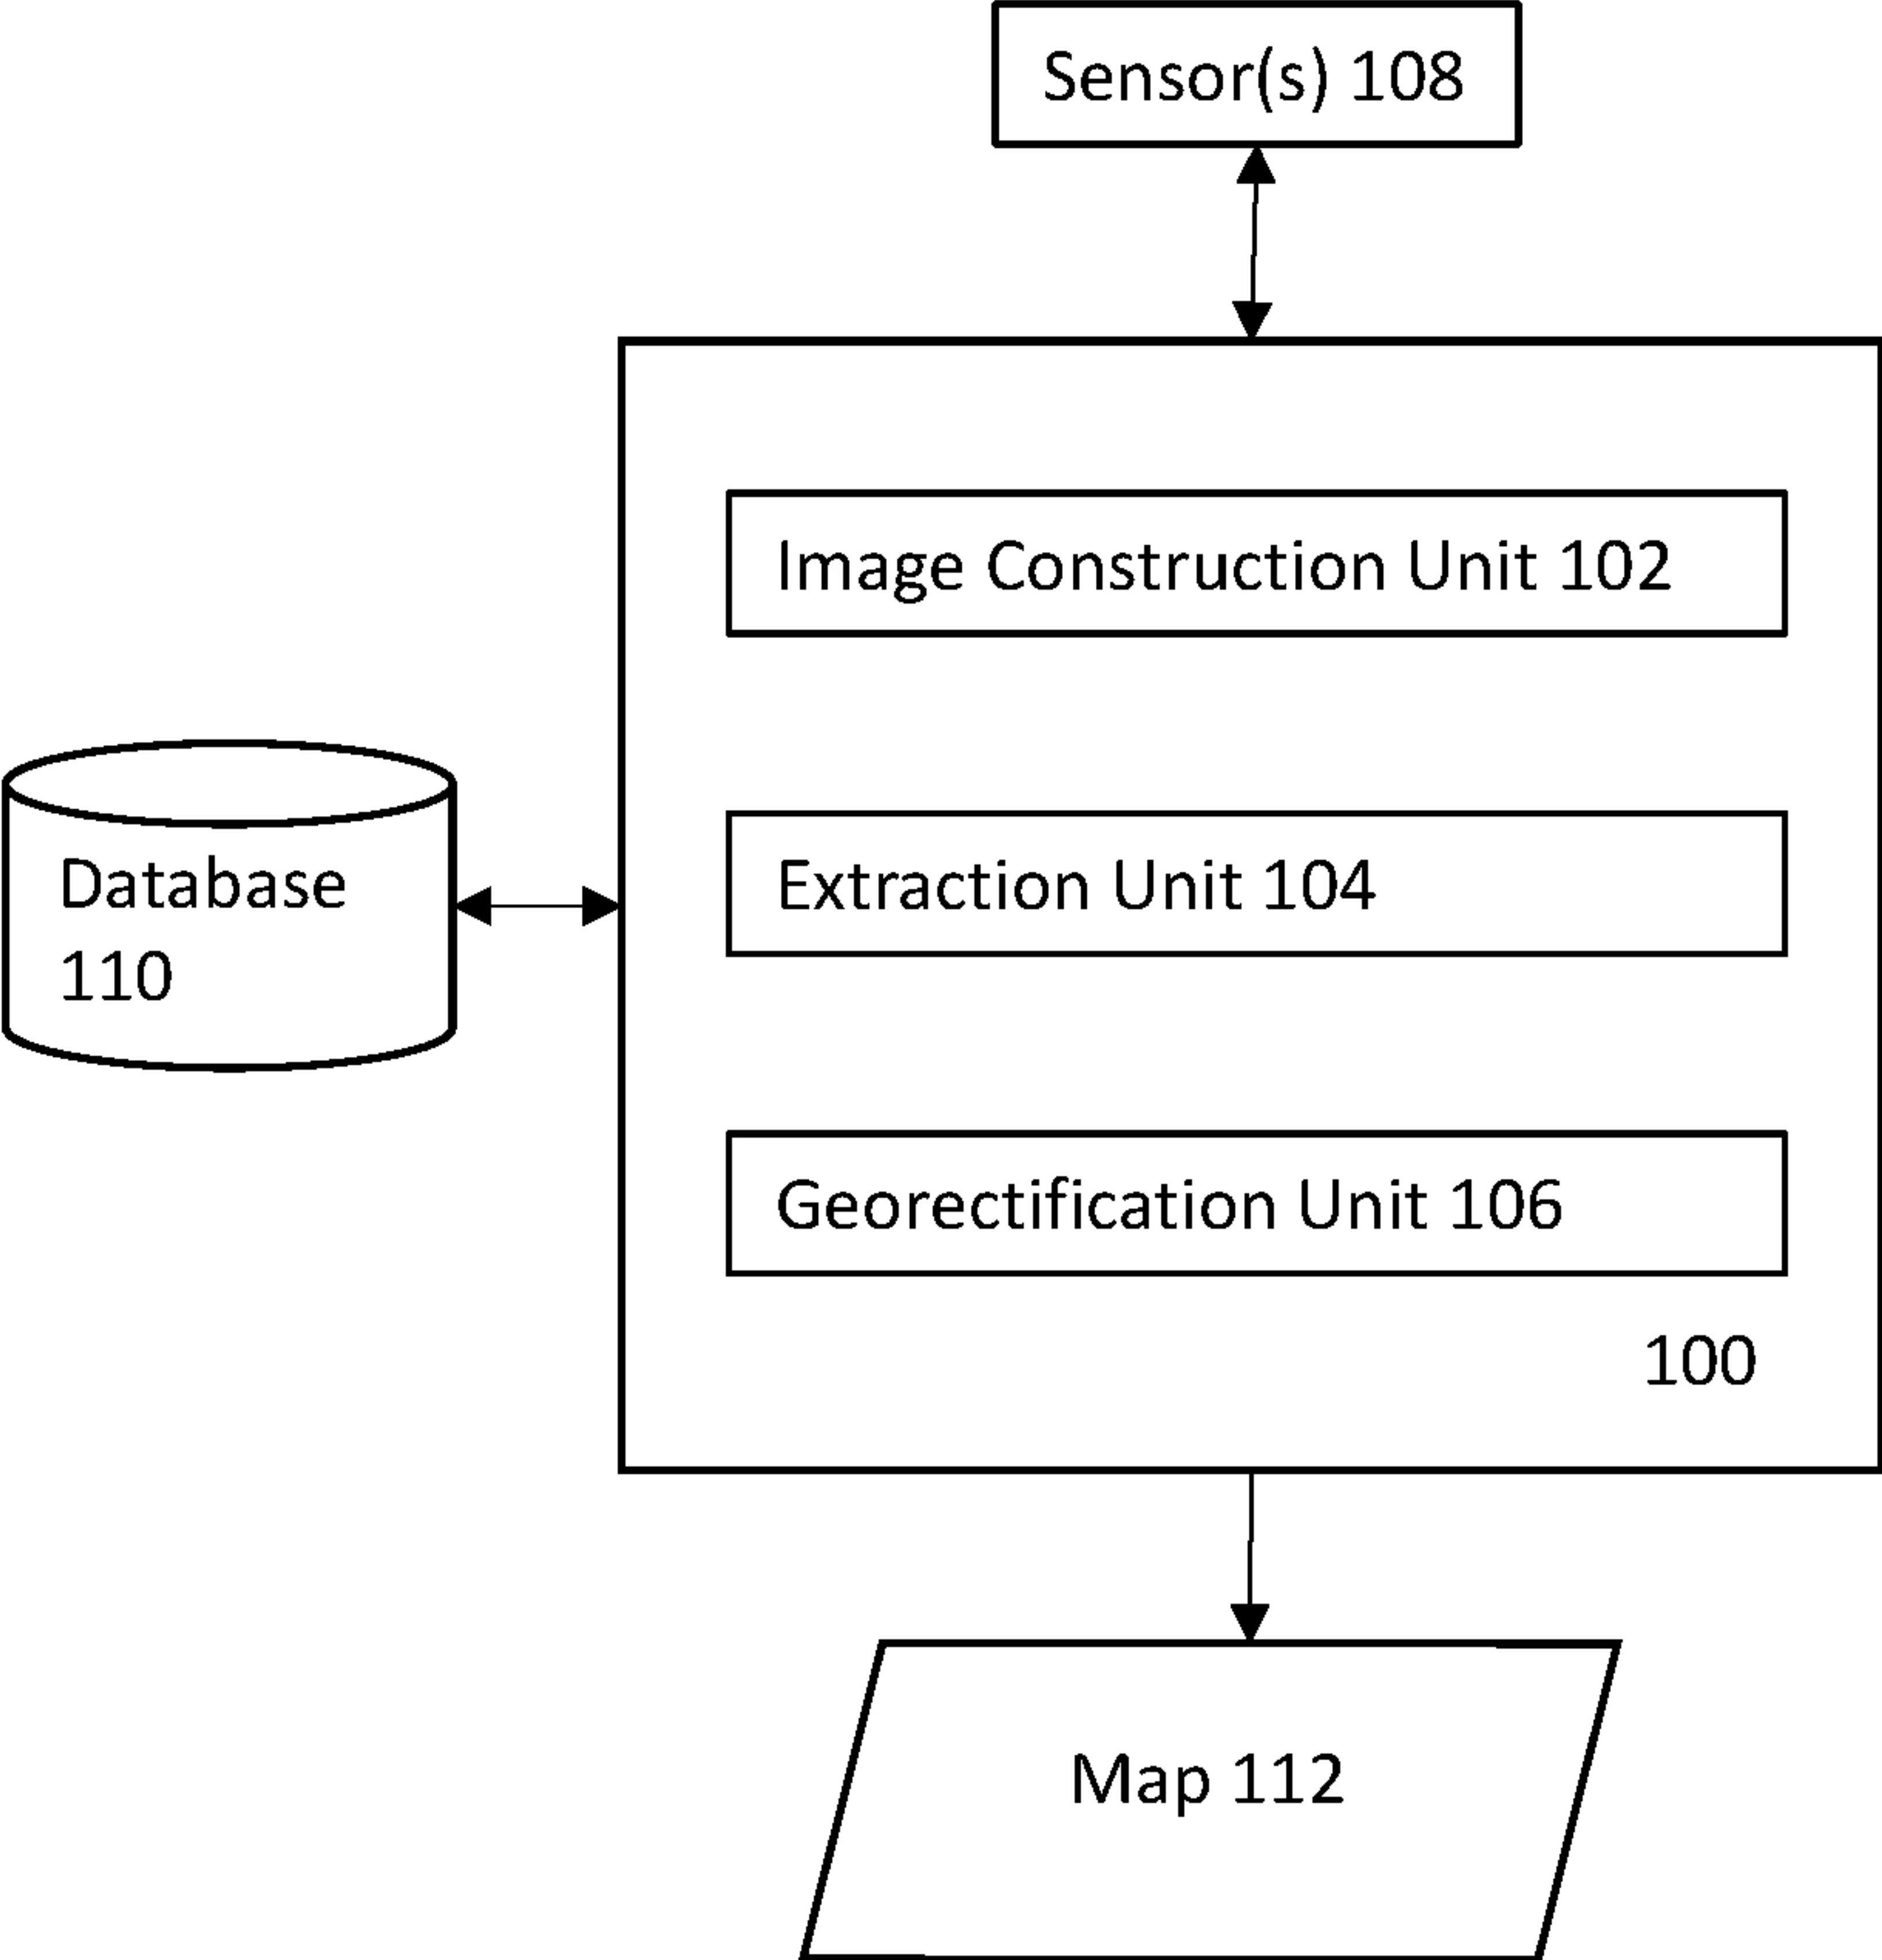 Sensor(s) 108
Image Construction Unit 102
Database
110
Extraction Unit 104
Georectification Unit 106
100
Map 112